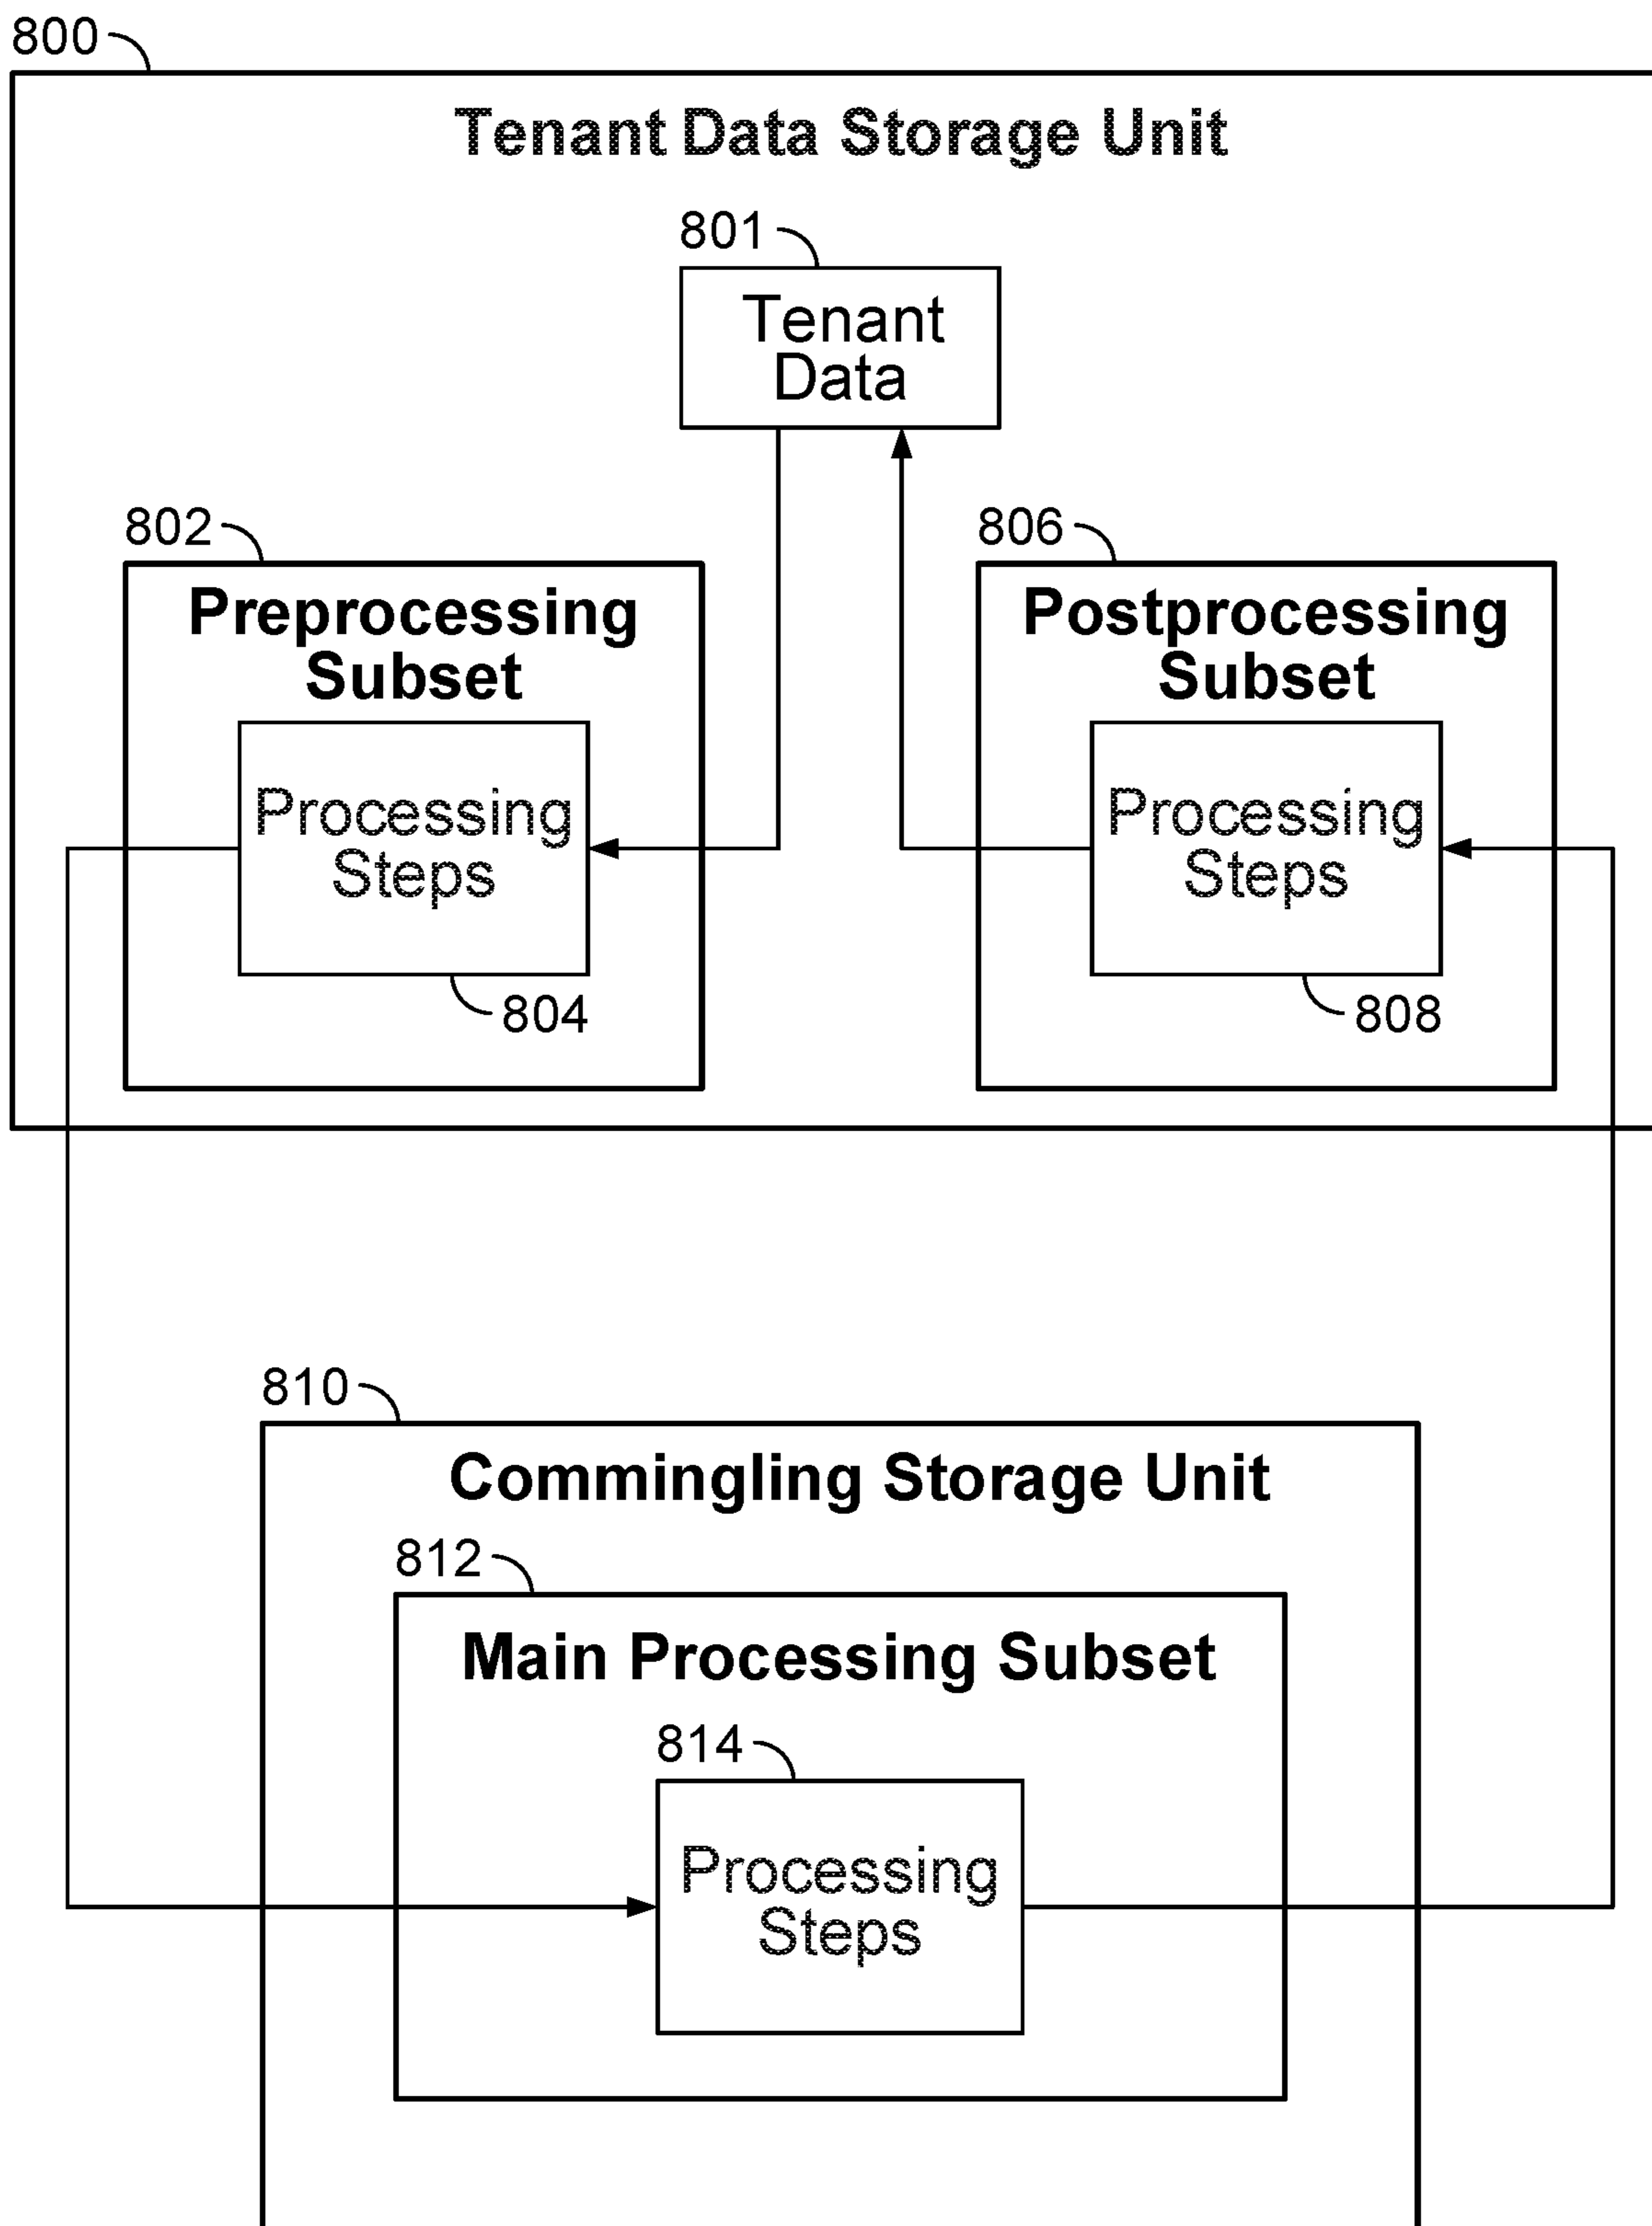 800
Tenant Data Storage Unit
801
Tenant
Data
802
Preprocessing
Subset
Processing
Steps
804
806
Postprocessing
Subset
Processing
Steps
808
810
Commingling Storage Unit
812
Main Processing Subset
814
Processing
Steps